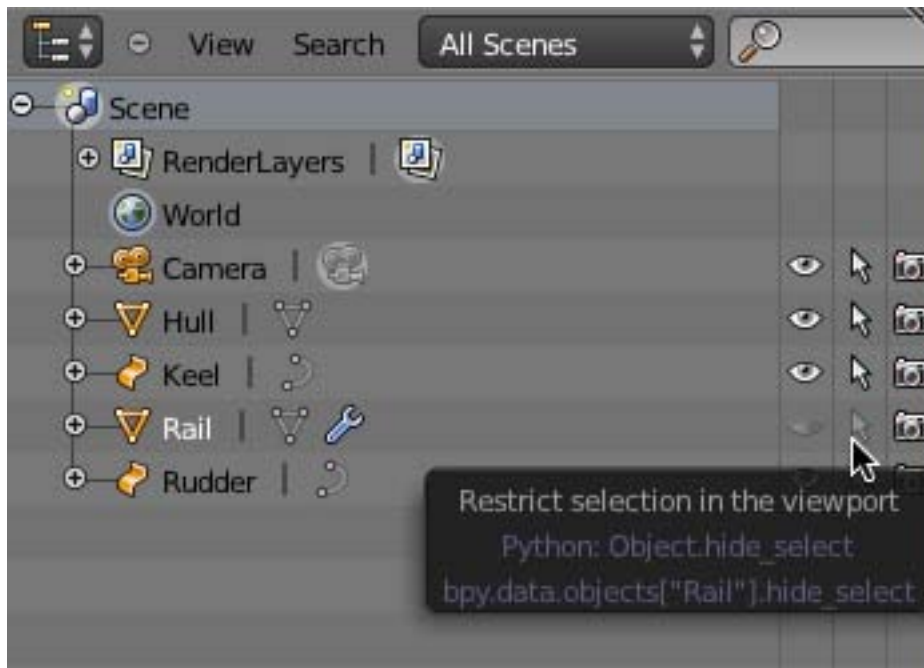 View Search All Scenes
Scene
RenderLayers
World
Camera
Hull
Keel
Rail
Rudder
Restrict selection in the viewport
Python: Object.hide_select
bpy.data.objects["Rail"].hide_select